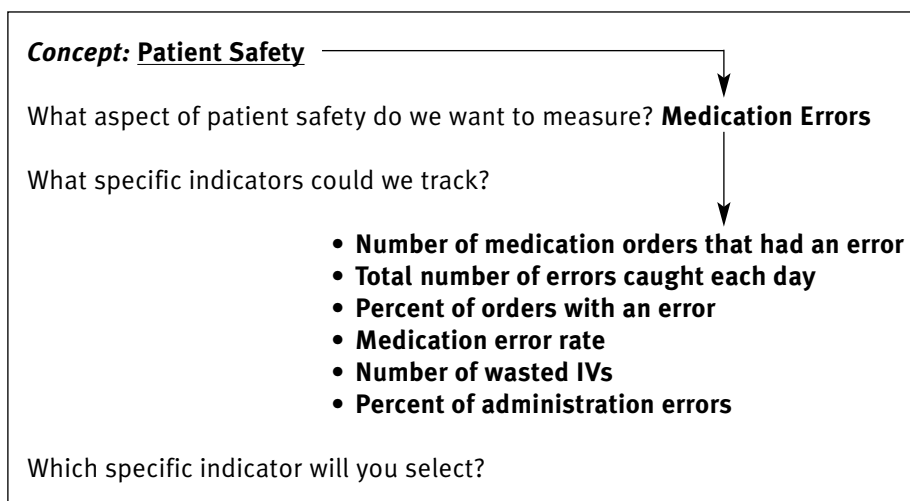 Concept: Patient Safety
What aspect of patient safety do we want to measure? Medication Errors
What specific indicators could we track?
• Number of medication orders that had an error
• Total number of errors caught each day
• Percent of orders with an error
• Medication error rate
• Number of wasted IVs
• Percent of administration errors
Which specific indicator will you select?